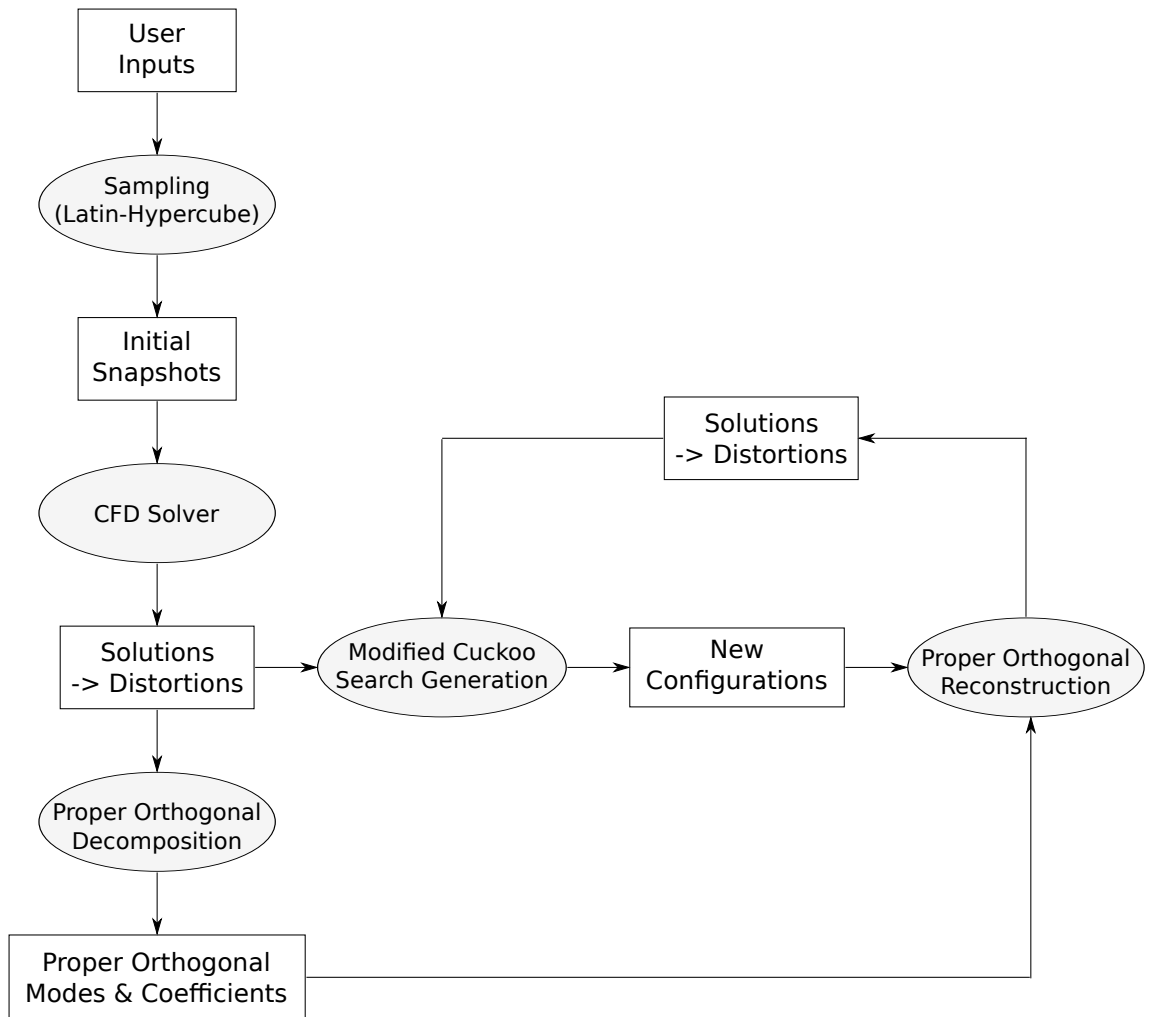 User
Inputs
Sampling
(Latin-Hypercube)
Initial
Snapshots
CFD Solver
Solutions
-> Distortions
Proper Orthogonal
Decomposition
Proper Orthogonal
Modes & Coefficients
Modified Cuckoo
Search Generation
New
Configurations
Proper Orthogonal
Reconstruction
Solutions
-> Distortions